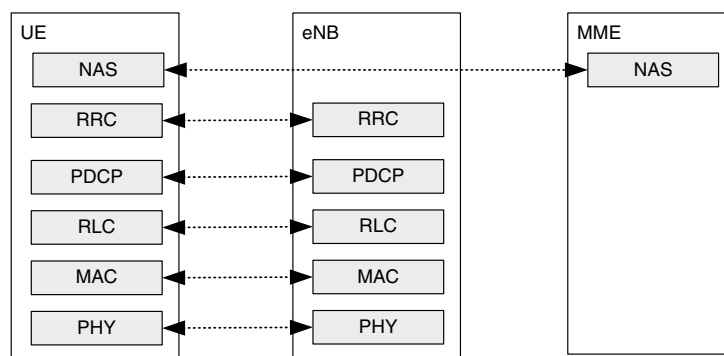 UE
eNB
MME
NAS
NAS
RRC
RRC
PDCP
PDCP
RLC
RLC
MAC
MAC
PHY
PHY